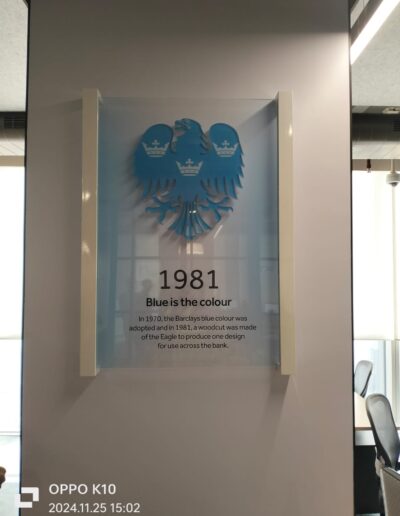 1981
Blue is the colour
In 1970, the Barclays blue colour was
adopted and in 1981, a woodcut was made
of the Eagle to produce one design
for use across the bank.
OPPO K10
2024.11.25 15:02